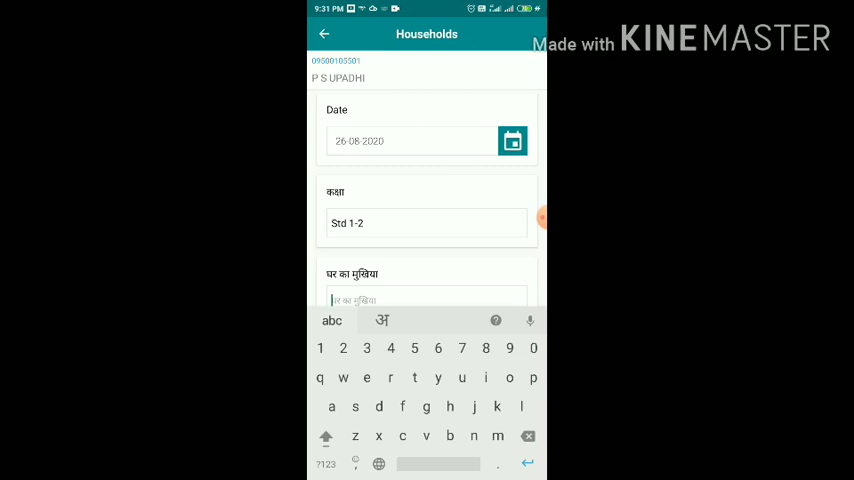 9:31 PM
Households
Made with KINEMASTER
09500105501
P S UPADHI
Date
26-08-2020
कक्षा
Std 1-2
घर का मुखिया
घर का मुखिया
abc अ
1 2 3 4 5 6 7 8 9 0
q w e r t y u i o p
a s d f g h j k l
z x c v b n m
?123 , .